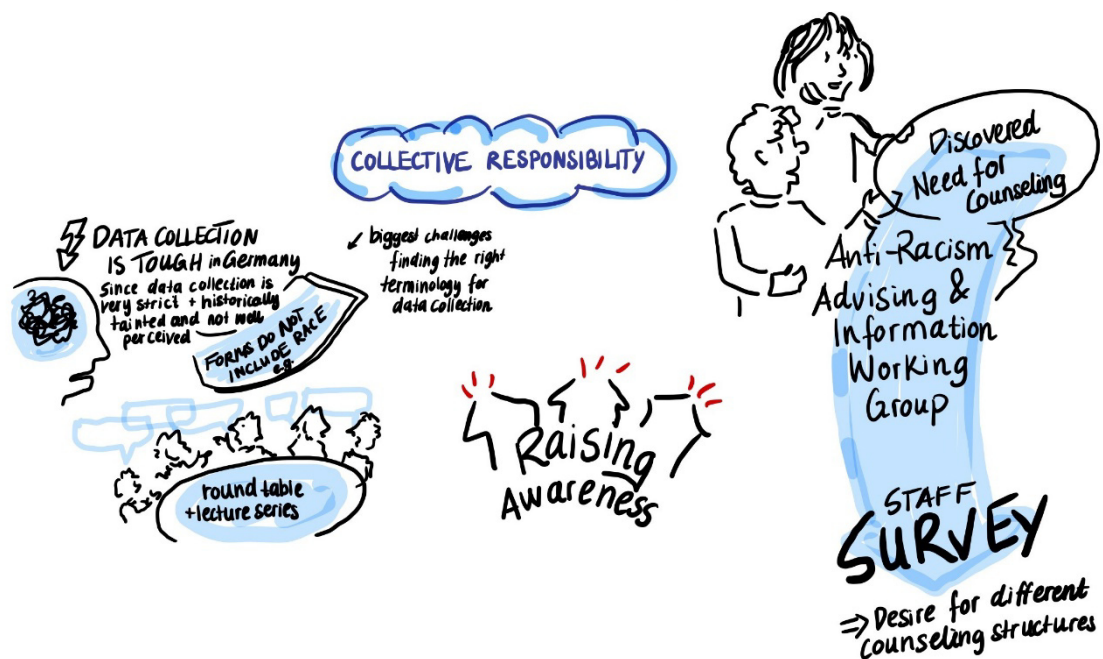 COLLECTIVE RESPONSIBILITY
DATA COLLECTION
IS TOUGH in Germany
Since data collection is
very strict + historically
tainted and not well
perceived
FORMS DO NOT
INCLUDE RACE
e.g.
biggest challenges
finding the right
terminology for
data collection
round table
+ lecture series
Raising
Awareness
Discovered
Need for
Counseling
Anti-Racism
Advising &
Information
Working
Group
STAFF
SURVEY
⇒ Desire for different
counseling structures